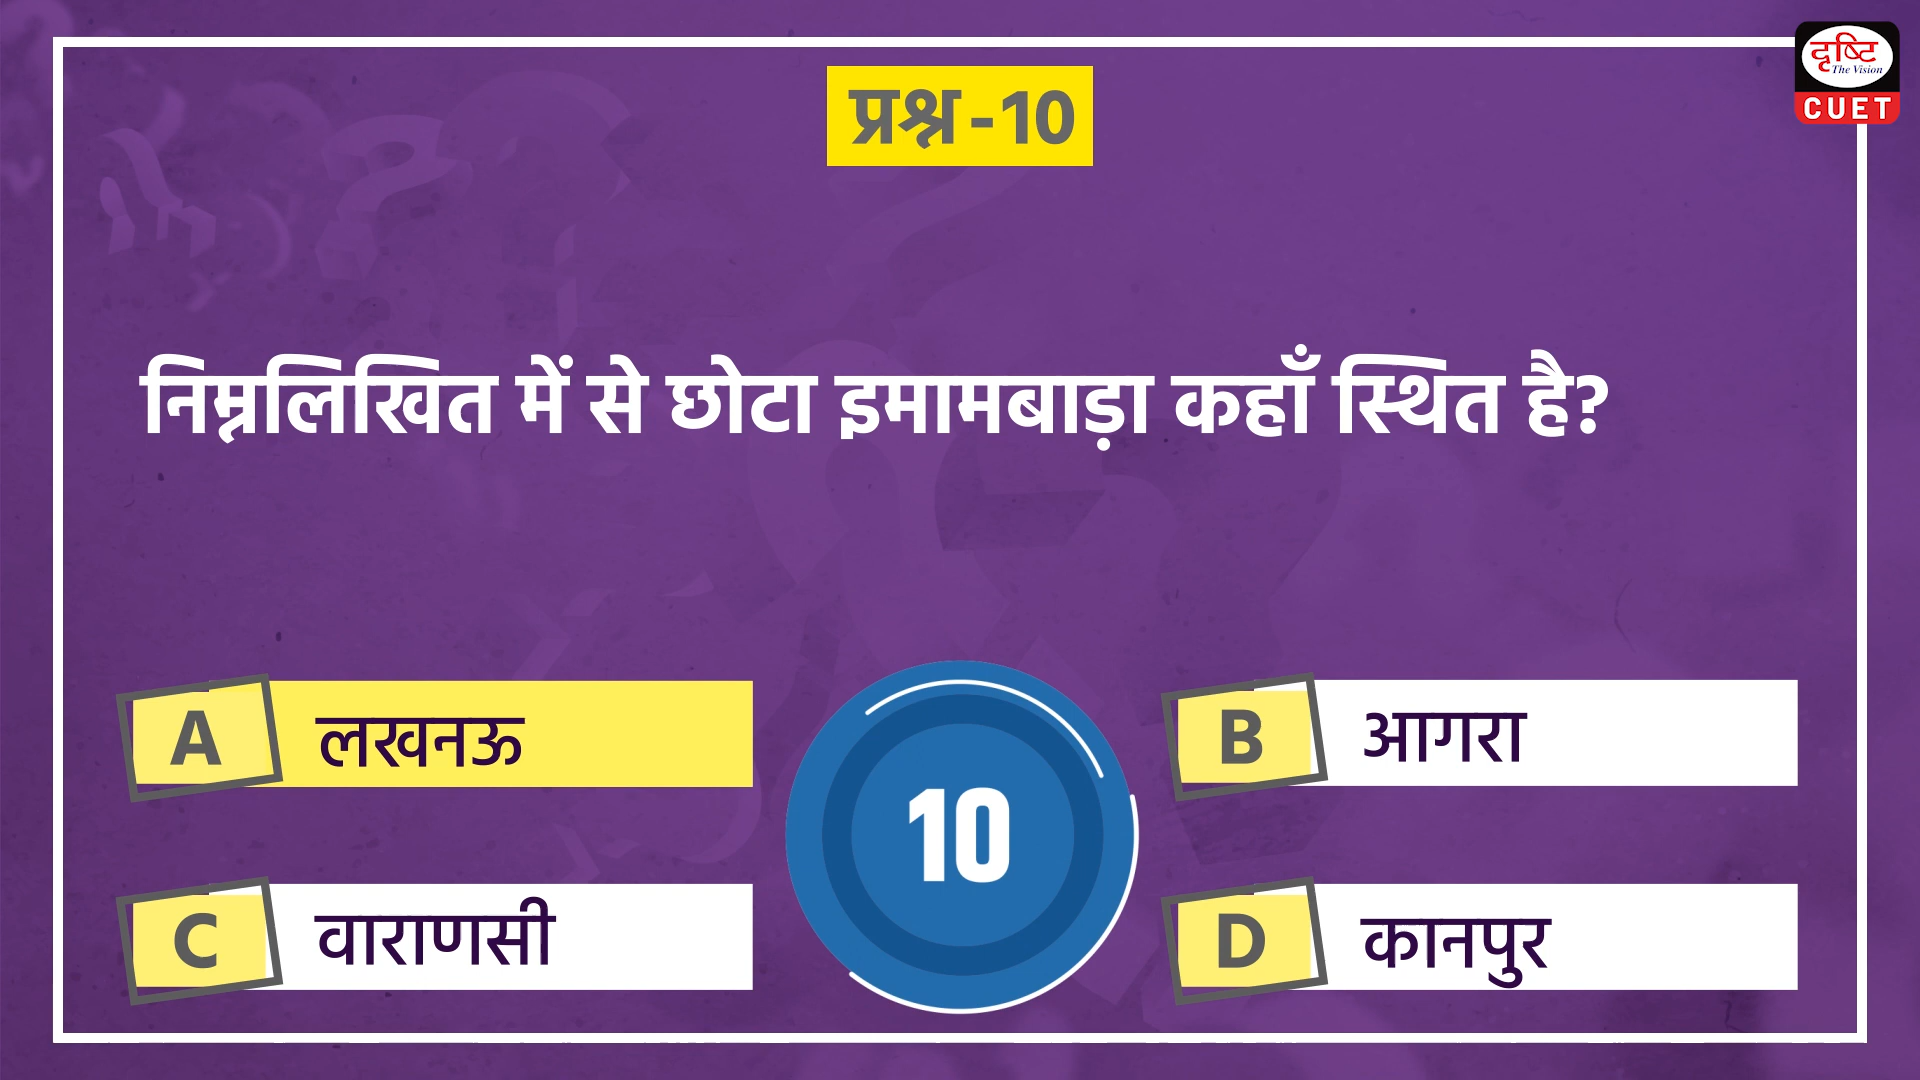 दृष्टि
The Vision
CUET
प्रश्न -10
निम्नलिखित में से छोटा इमामबाड़ा कहाँ स्थित है?
A लखनऊ
B आगरा
10
C वाराणसी
D कानपुर